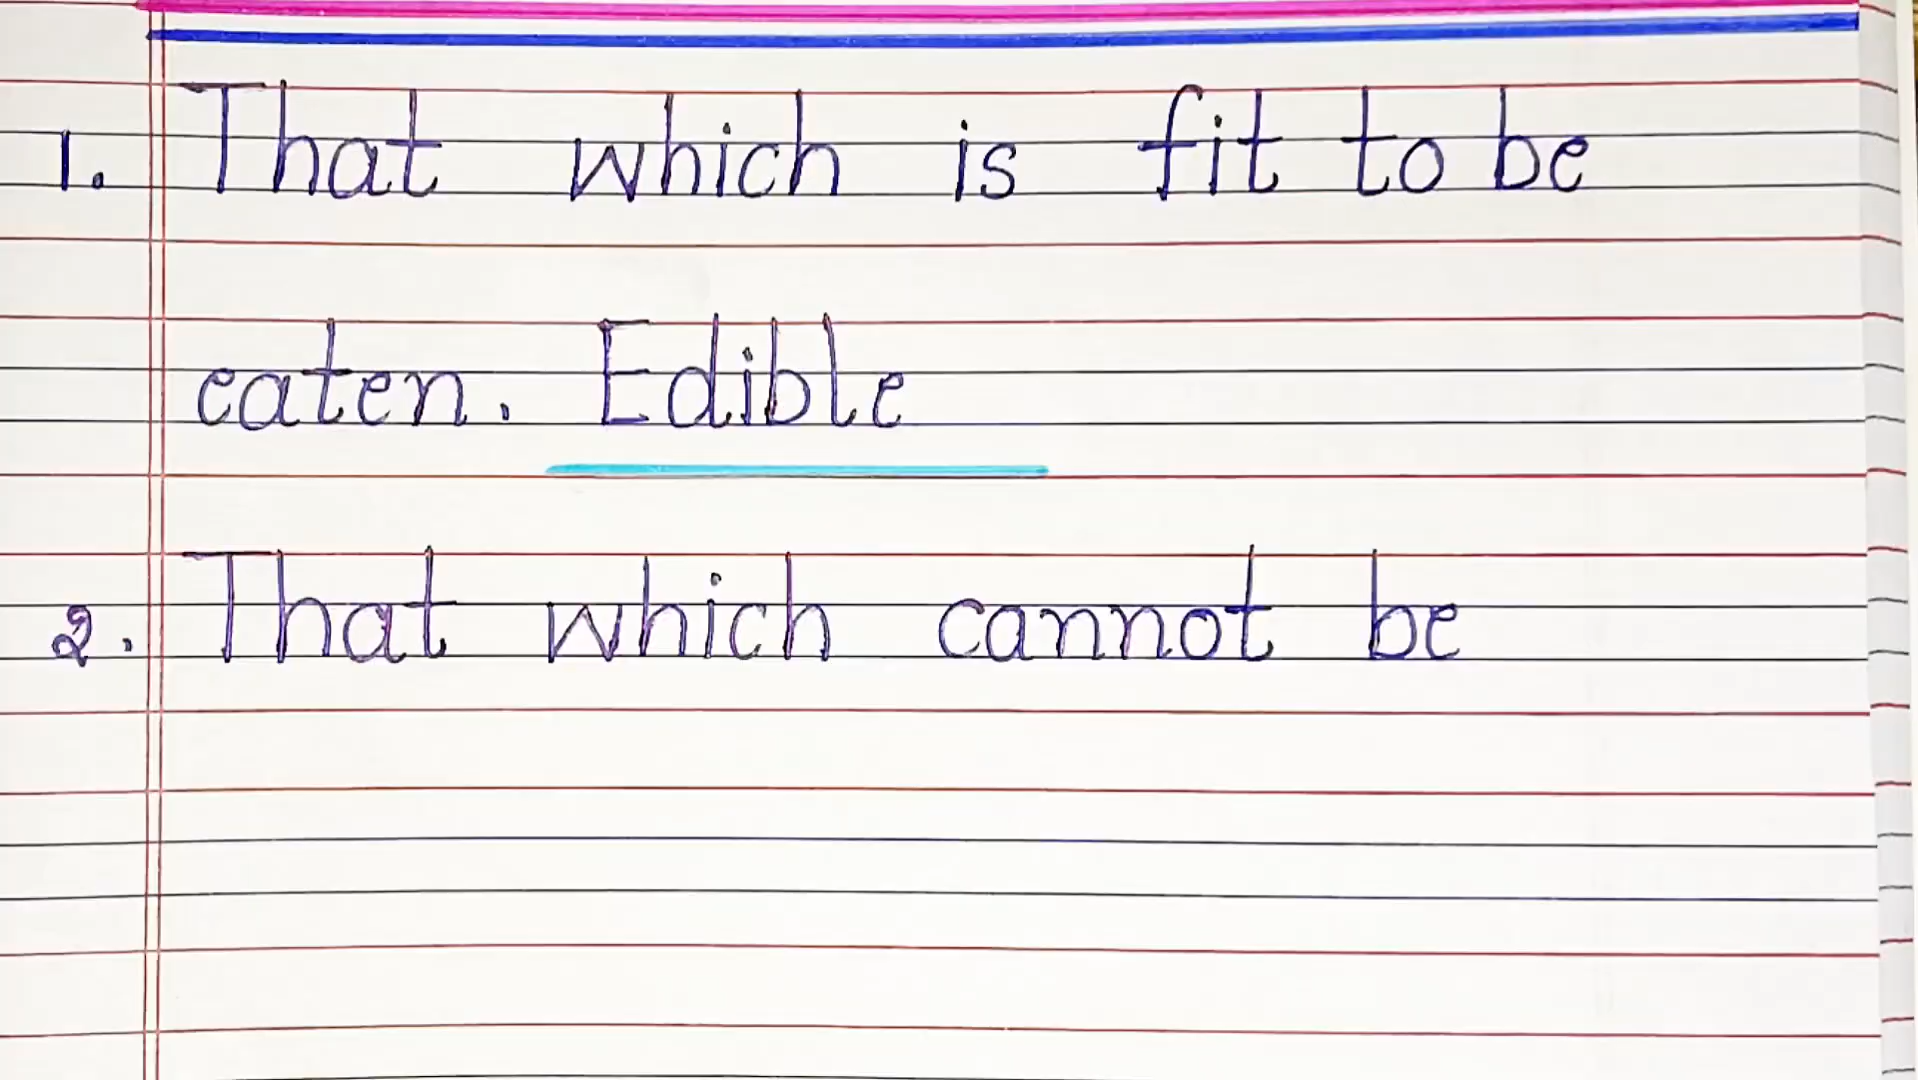 1. That which is fit to be
eaten. Edible
2. That which cannot be